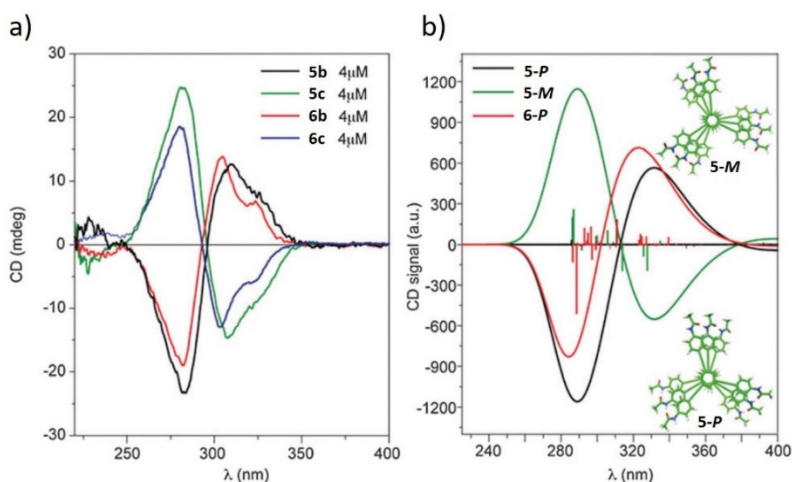 a)
30
20
10
0
-10
-20
-30
CD (mdeg)
250
300
350
400
λ (nm)
5b 4μM
5c 4μM
6b 4μM
6c 4μM
b)
1200
900
600
300
0
-300
-600
-900
-1200
CD signal (a.u.)
240
280
320
360
400
λ (nm)
5-P
5-M
6-P
5-M
5-P